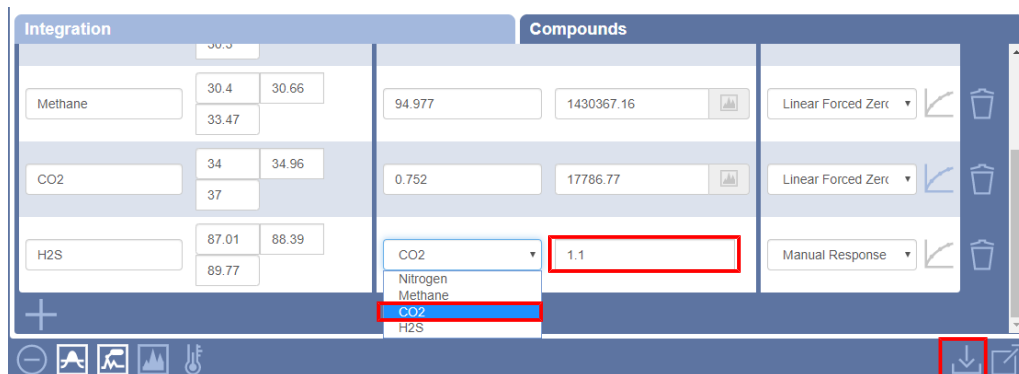 Integration
Compounds
Methane
30.4
30.66
33.47
94.977
1430367.16
Linear Forced Zero
CO2
34
34.96
37
0.752
17786.77
Linear Forced Zero
H2S
87.01
88.39
89.77
CO2
1.1
Manual Response
Nitrogen
Methane
CO2
H2S